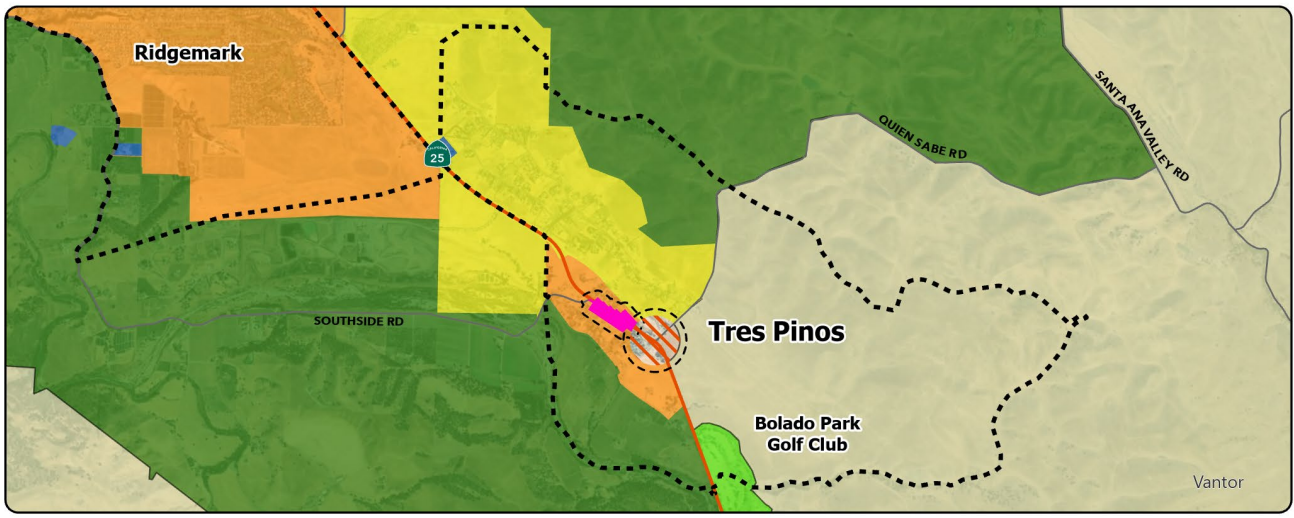 Ridgemark
SANTA ANA VALLEY RD
QUIEN SABE RD
25
SOUTHSIDE RD
Tres Pinos
Bolado Park
Golf Club
Vantor